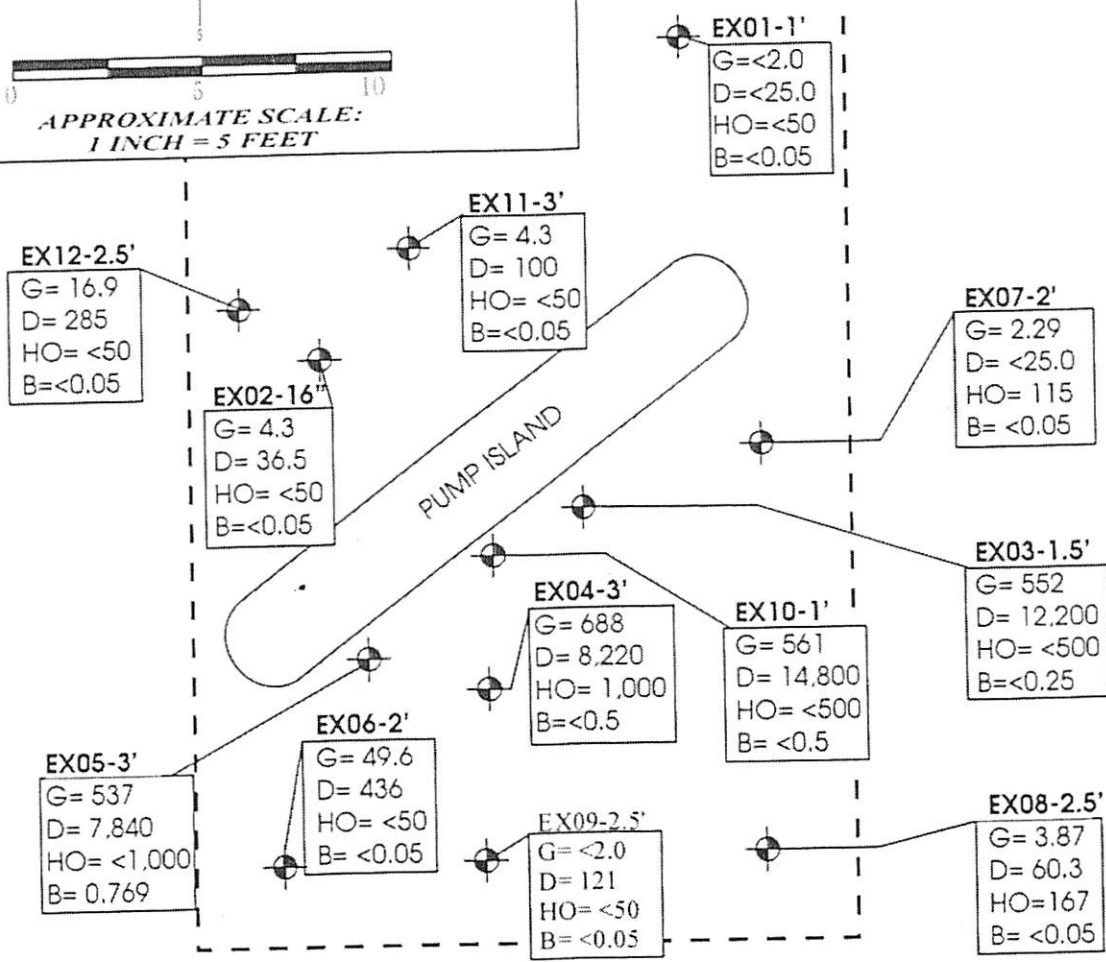 0 5 10
APPROXIMATE SCALE:
1 INCH = 5 FEET
EX01-1'
G=<2.0
D=<25.0
HO=<50
B=<0.05
EX11-3'
G= 4.3
D= 100
HO= <50
B=<0.05
EX12-2.5'
G= 16.9
D= 285
HO= <50
B=<0.05
EX02-16"
G= 4.3
D= 36.5
HO= <50
B=<0.05
PUMP ISLAND
EX07-2'
G= 2.29
D= <25.0
HO= 115
B= <0.05
EX03-1.5'
G= 552
D= 12,200
HO= <500
B=<0.25
EX04-3'
G= 688
D= 8,220
HO= 1,000
B=<0.5
EX10-1'
G= 561
D= 14,800
HO= <500
B= <0.5
EX05-3'
G= 537
D= 7,840
HO= <1,000
B= 0.769
EX06-2'
G= 49.6
D= 436
HO= <50
B= <0.05
EX09-2.5'
G= <2.0
D= 121
HO= <50
B= <0.05
EX08-2.5'
G= 3.87
D= 60.3
HO=167
B= <0.05